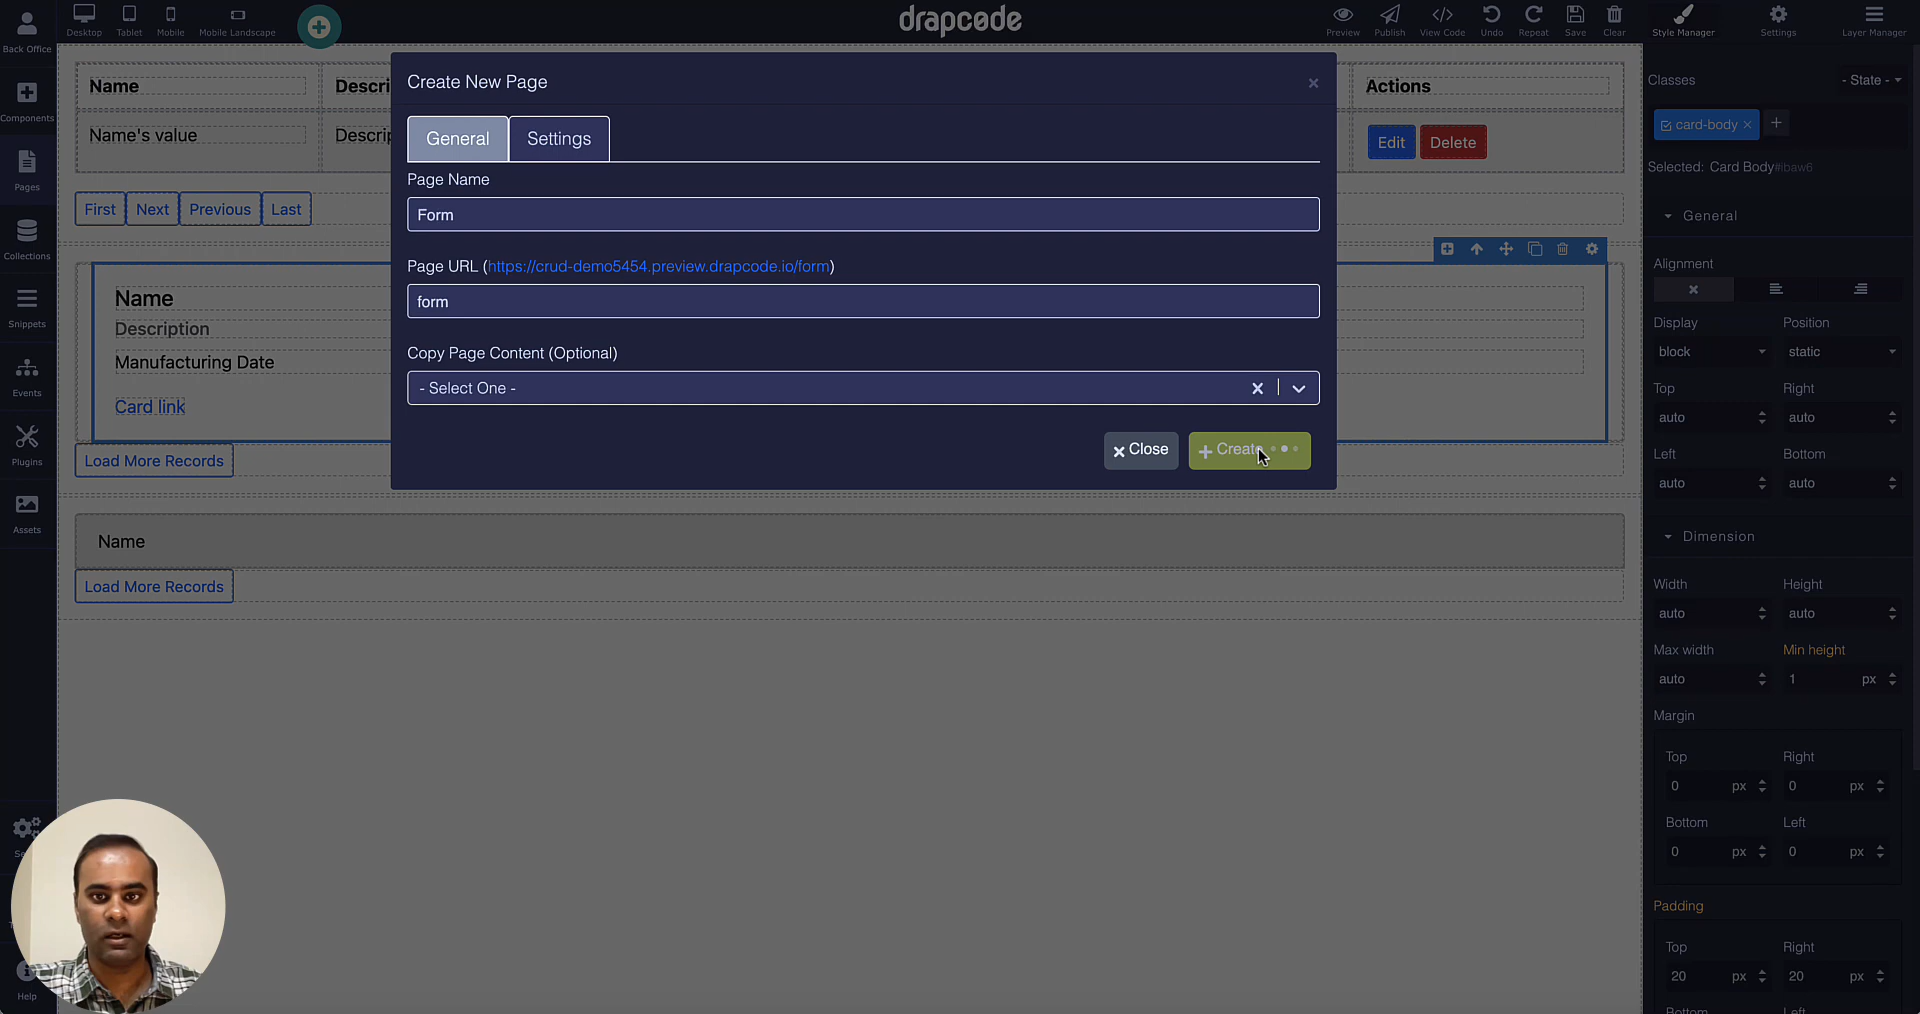 Back Office
Desktop
Tablet
Mobile
Mobile Landscape
drapcode
Preview
Publish
View Code
Undo
Repeat
Save
Clear
Style Manager
Settings
Layer Manager
Components
Pages
Collections
Snippets
Events
Plugins
Assets
Help
Name
Descri
Actions
Name's value
Descrip
Edit
Delete
First
Next
Previous
Last
Name
Description
Manufacturing Date
Card link
Load More Records
Name
Load More Records
Create New Page
General
Settings
Page Name
Form
Page URL (https://crud-demo5454.preview.drapcode.io/form)
form
Copy Page Content (Optional)
- Select One -
Close
Create
Classes
- State -
card-body
Selected: Card Body#ibaw6
General
Alignment
Display
Position
block
static
Top
Right
auto
auto
Left
Bottom
auto
auto
Dimension
Width
Height
auto
auto
Max width
Min height
auto
1 px
Margin
Top
Right
0 px
0 px
Bottom
Left
0 px
0 px
Padding
Top
Right
20 px
20 px